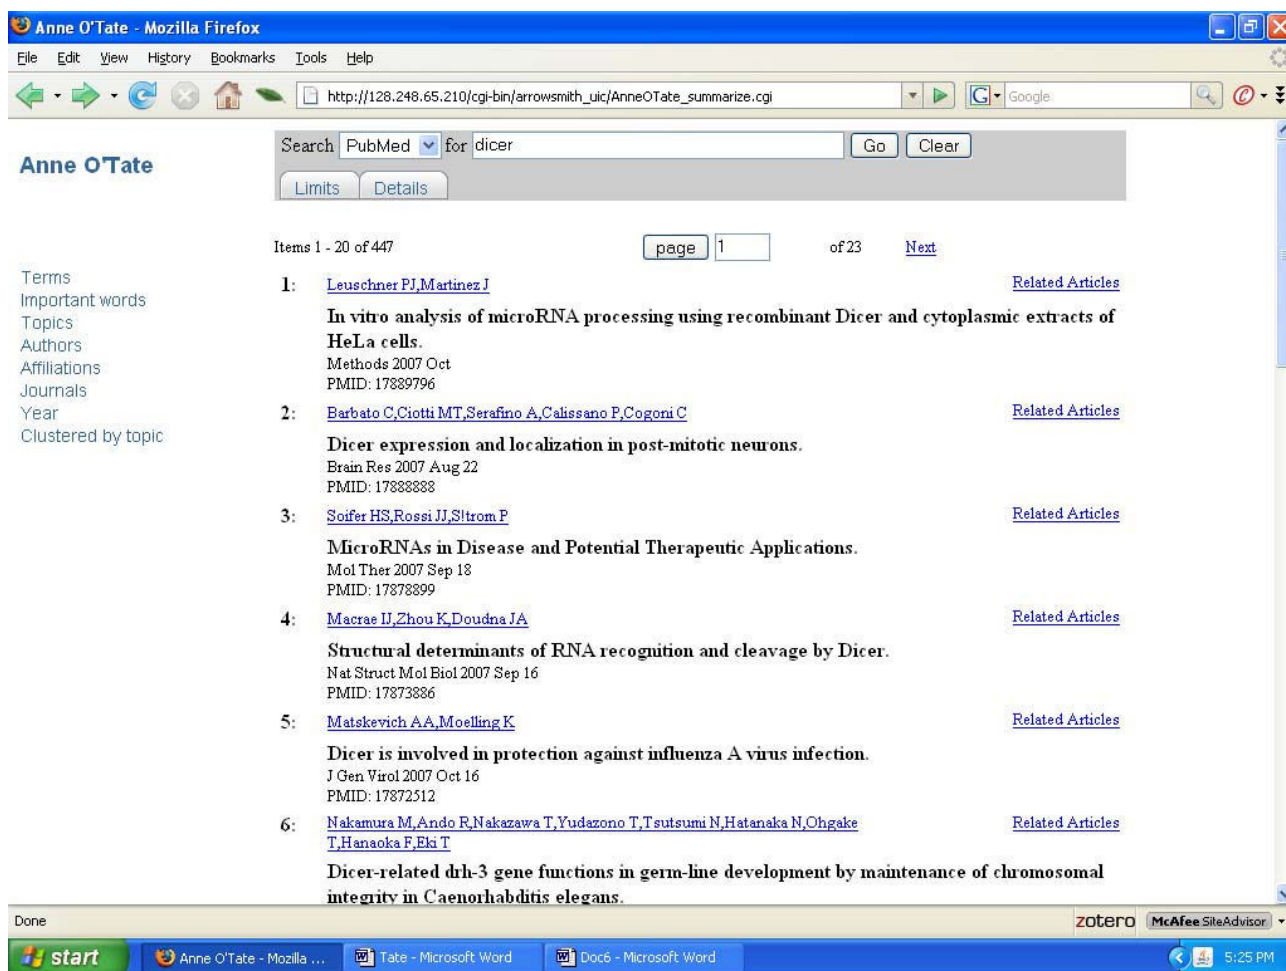 Anne O'Tate - Mozilla Firefox
File Edit View History Bookmarks Tools Help
http://128.248.65.210/cgi-bin/arrowsmith_uic/AnneOTate_summarize.cgi
G Google
Anne O'Tate
Search PubMed for dicer Go Clear
Limits Details
Items 1 - 20 of 447 page 1 of 23 Next
Terms
Important words
Topics
Authors
Affiliations
Journals
Year
Clustered by topic
1: Leuschner PJ,Martinez J Related Articles
In vitro analysis of microRNA processing using recombinant Dicer and cytoplasmic extracts of
HeLa cells.
Methods 2007 Oct
PMID: 17889796
2: Barbato C,Ciotti MT,Serafino A,Calissano P,Cogoni C Related Articles
Dicer expression and localization in post-mitotic neurons.
Brain Res 2007 Aug 22
PMID: 17888888
3: Soifer HS,Rossi JJ,S!trom P Related Articles
MicroRNAs in Disease and Potential Therapeutic Applications.
Mol Ther 2007 Sep 18
PMID: 17878899
4: Macrae IJ,Zhou K,Doudna JA Related Articles
Structural determinants of RNA recognition and cleavage by Dicer.
Nat Struct Mol Biol 2007 Sep 16
PMID: 17873886
5: Matskevich AA,Moelling K Related Articles
Dicer is involved in protection against influenza A virus infection.
J Gen Virol 2007 Oct 16
PMID: 17872512
6: Nakamura M,Ando R,Nakazawa T,Yudazono T,Tsutsumi N,Hatanaka N,Ohgake Related Articles
T,Hanaoka F,Eki T
Dicer-related drh-3 gene functions in germ-line development by maintenance of chromosomal
integrity in Caenorhabditis elegans.
Done zotero McAfee SiteAdvisor
start Anne O'Tate - Mozilla ... Tate - Microsoft Word Doc6 - Microsoft Word 5:25 PM